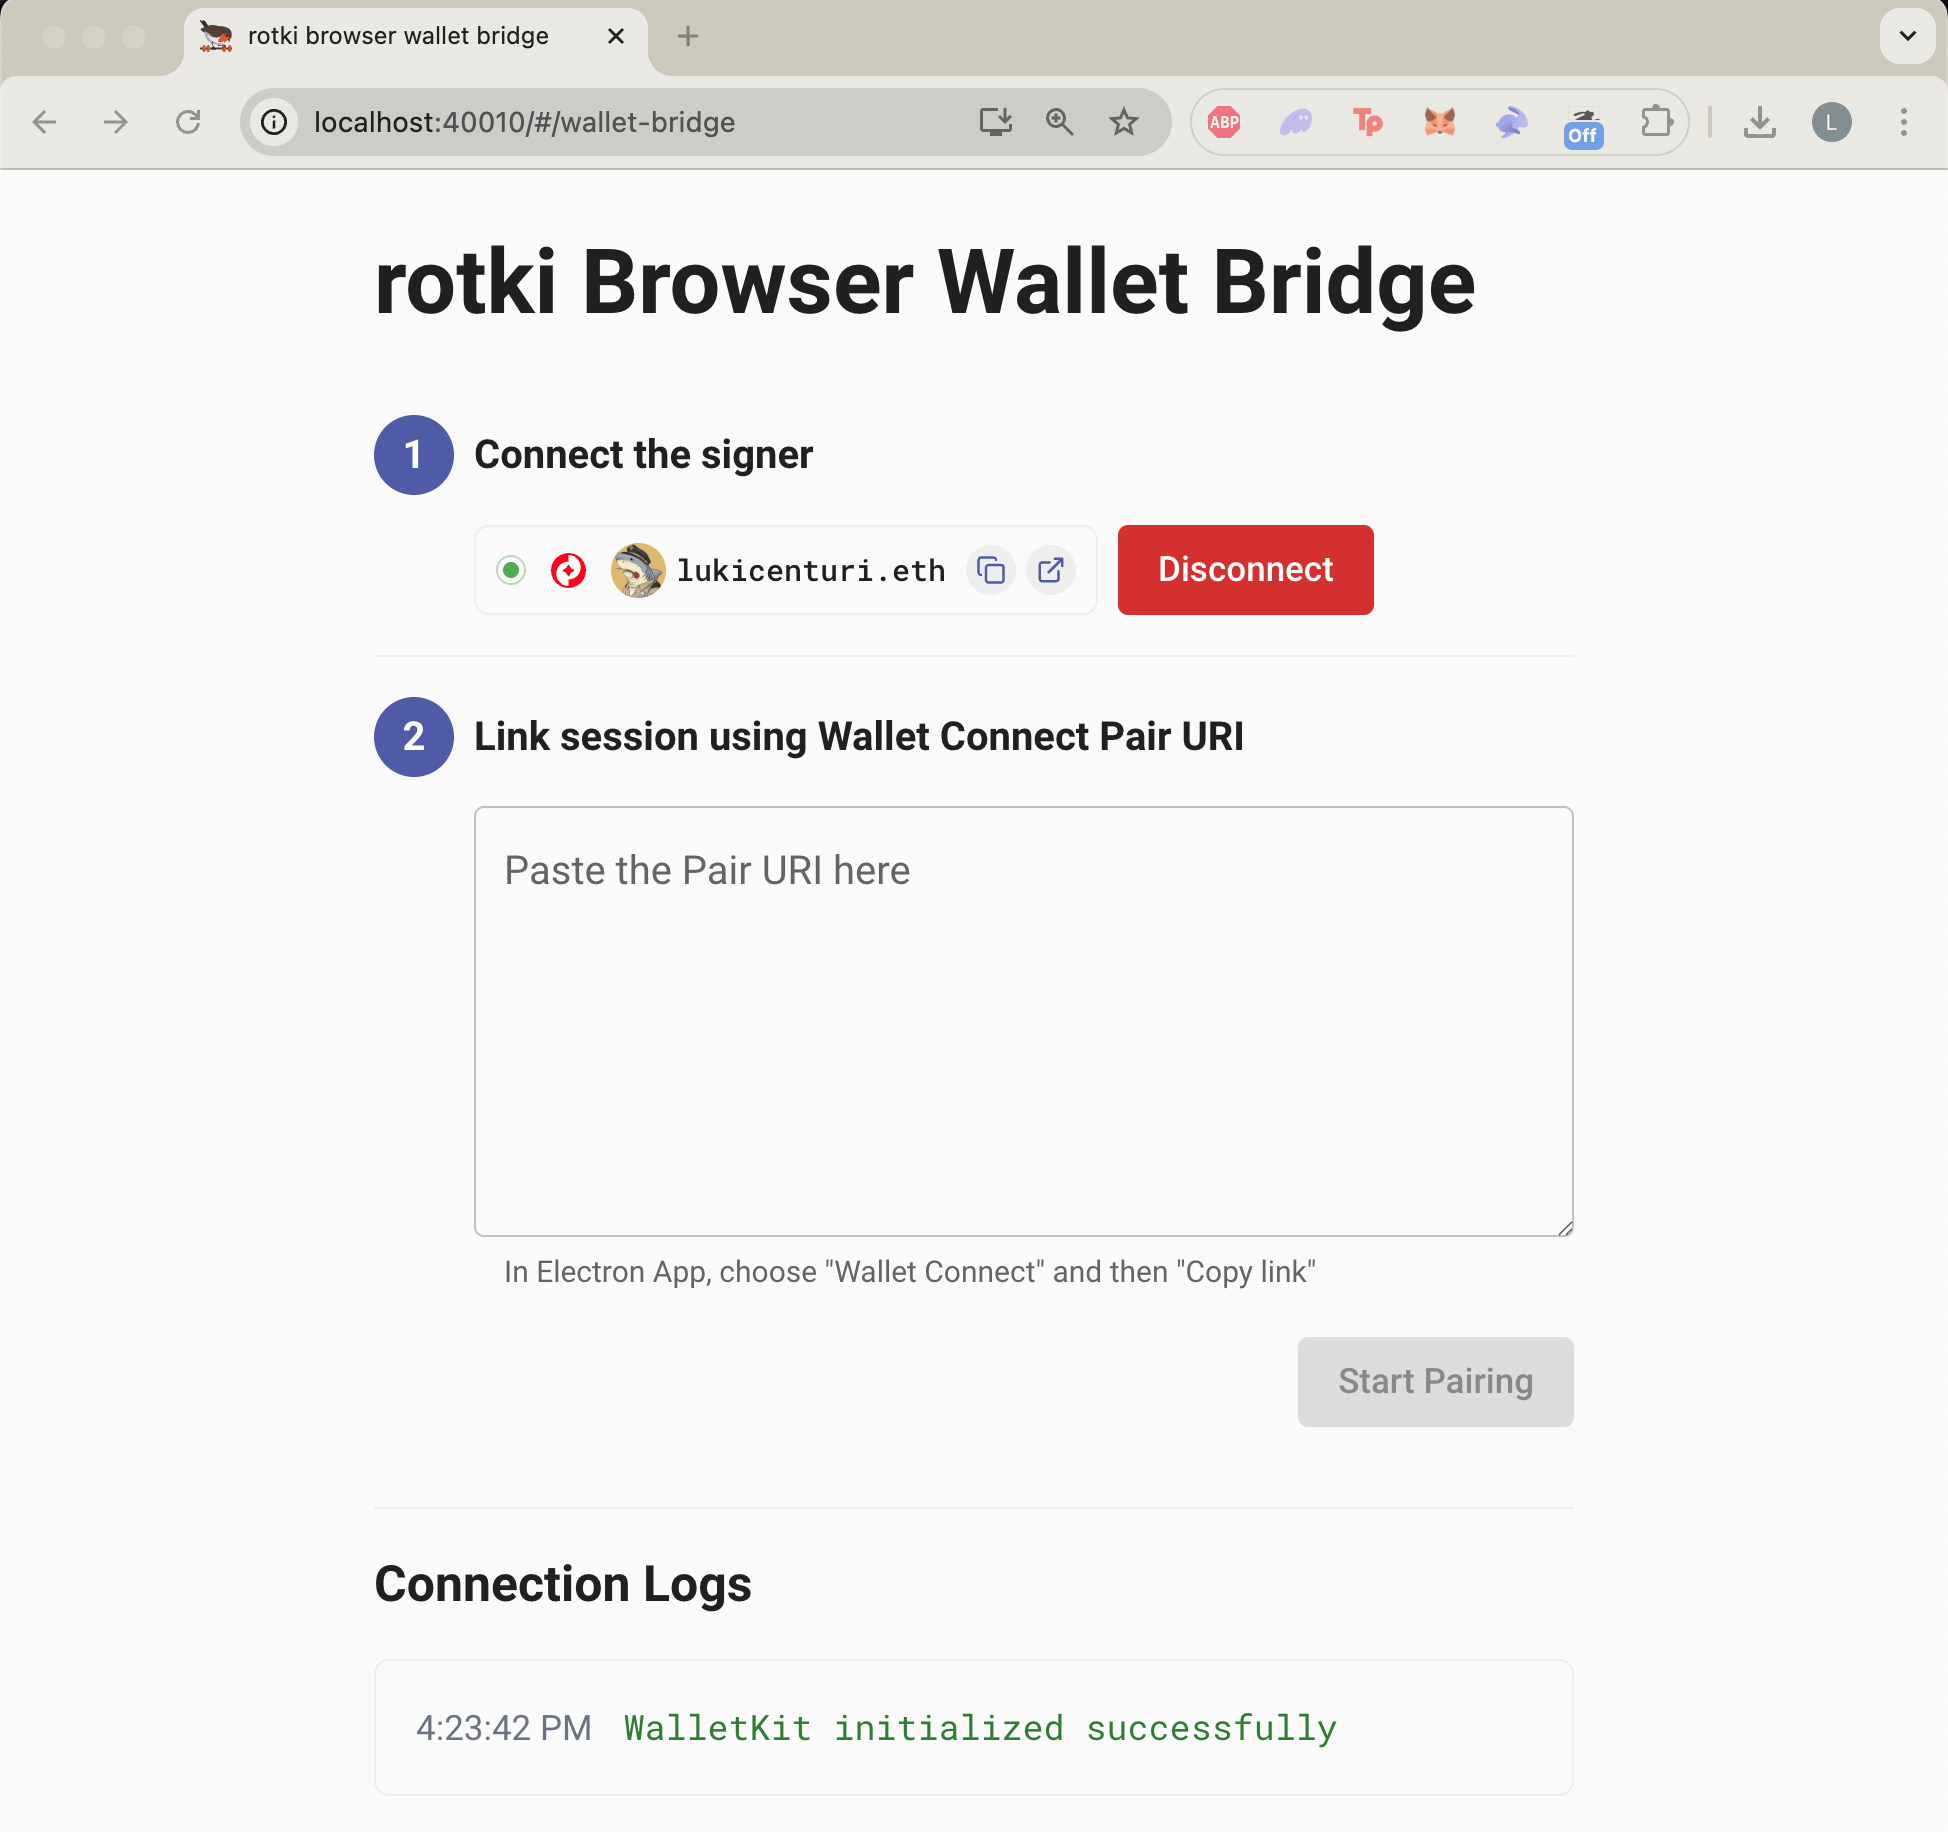 rotki browser wallet bridge
localhost:40010/#/wallet-bridge
ABP
Tp
Off
L
rotki Browser Wallet Bridge
1 Connect the signer
lukicenturi.eth
Disconnect
2 Link session using Wallet Connect Pair URI
Paste the Pair URI here
In Electron App, choose "Wallet Connect" and then "Copy link"
Start Pairing
Connection Logs
4:23:42 PM WalletKit initialized successfully